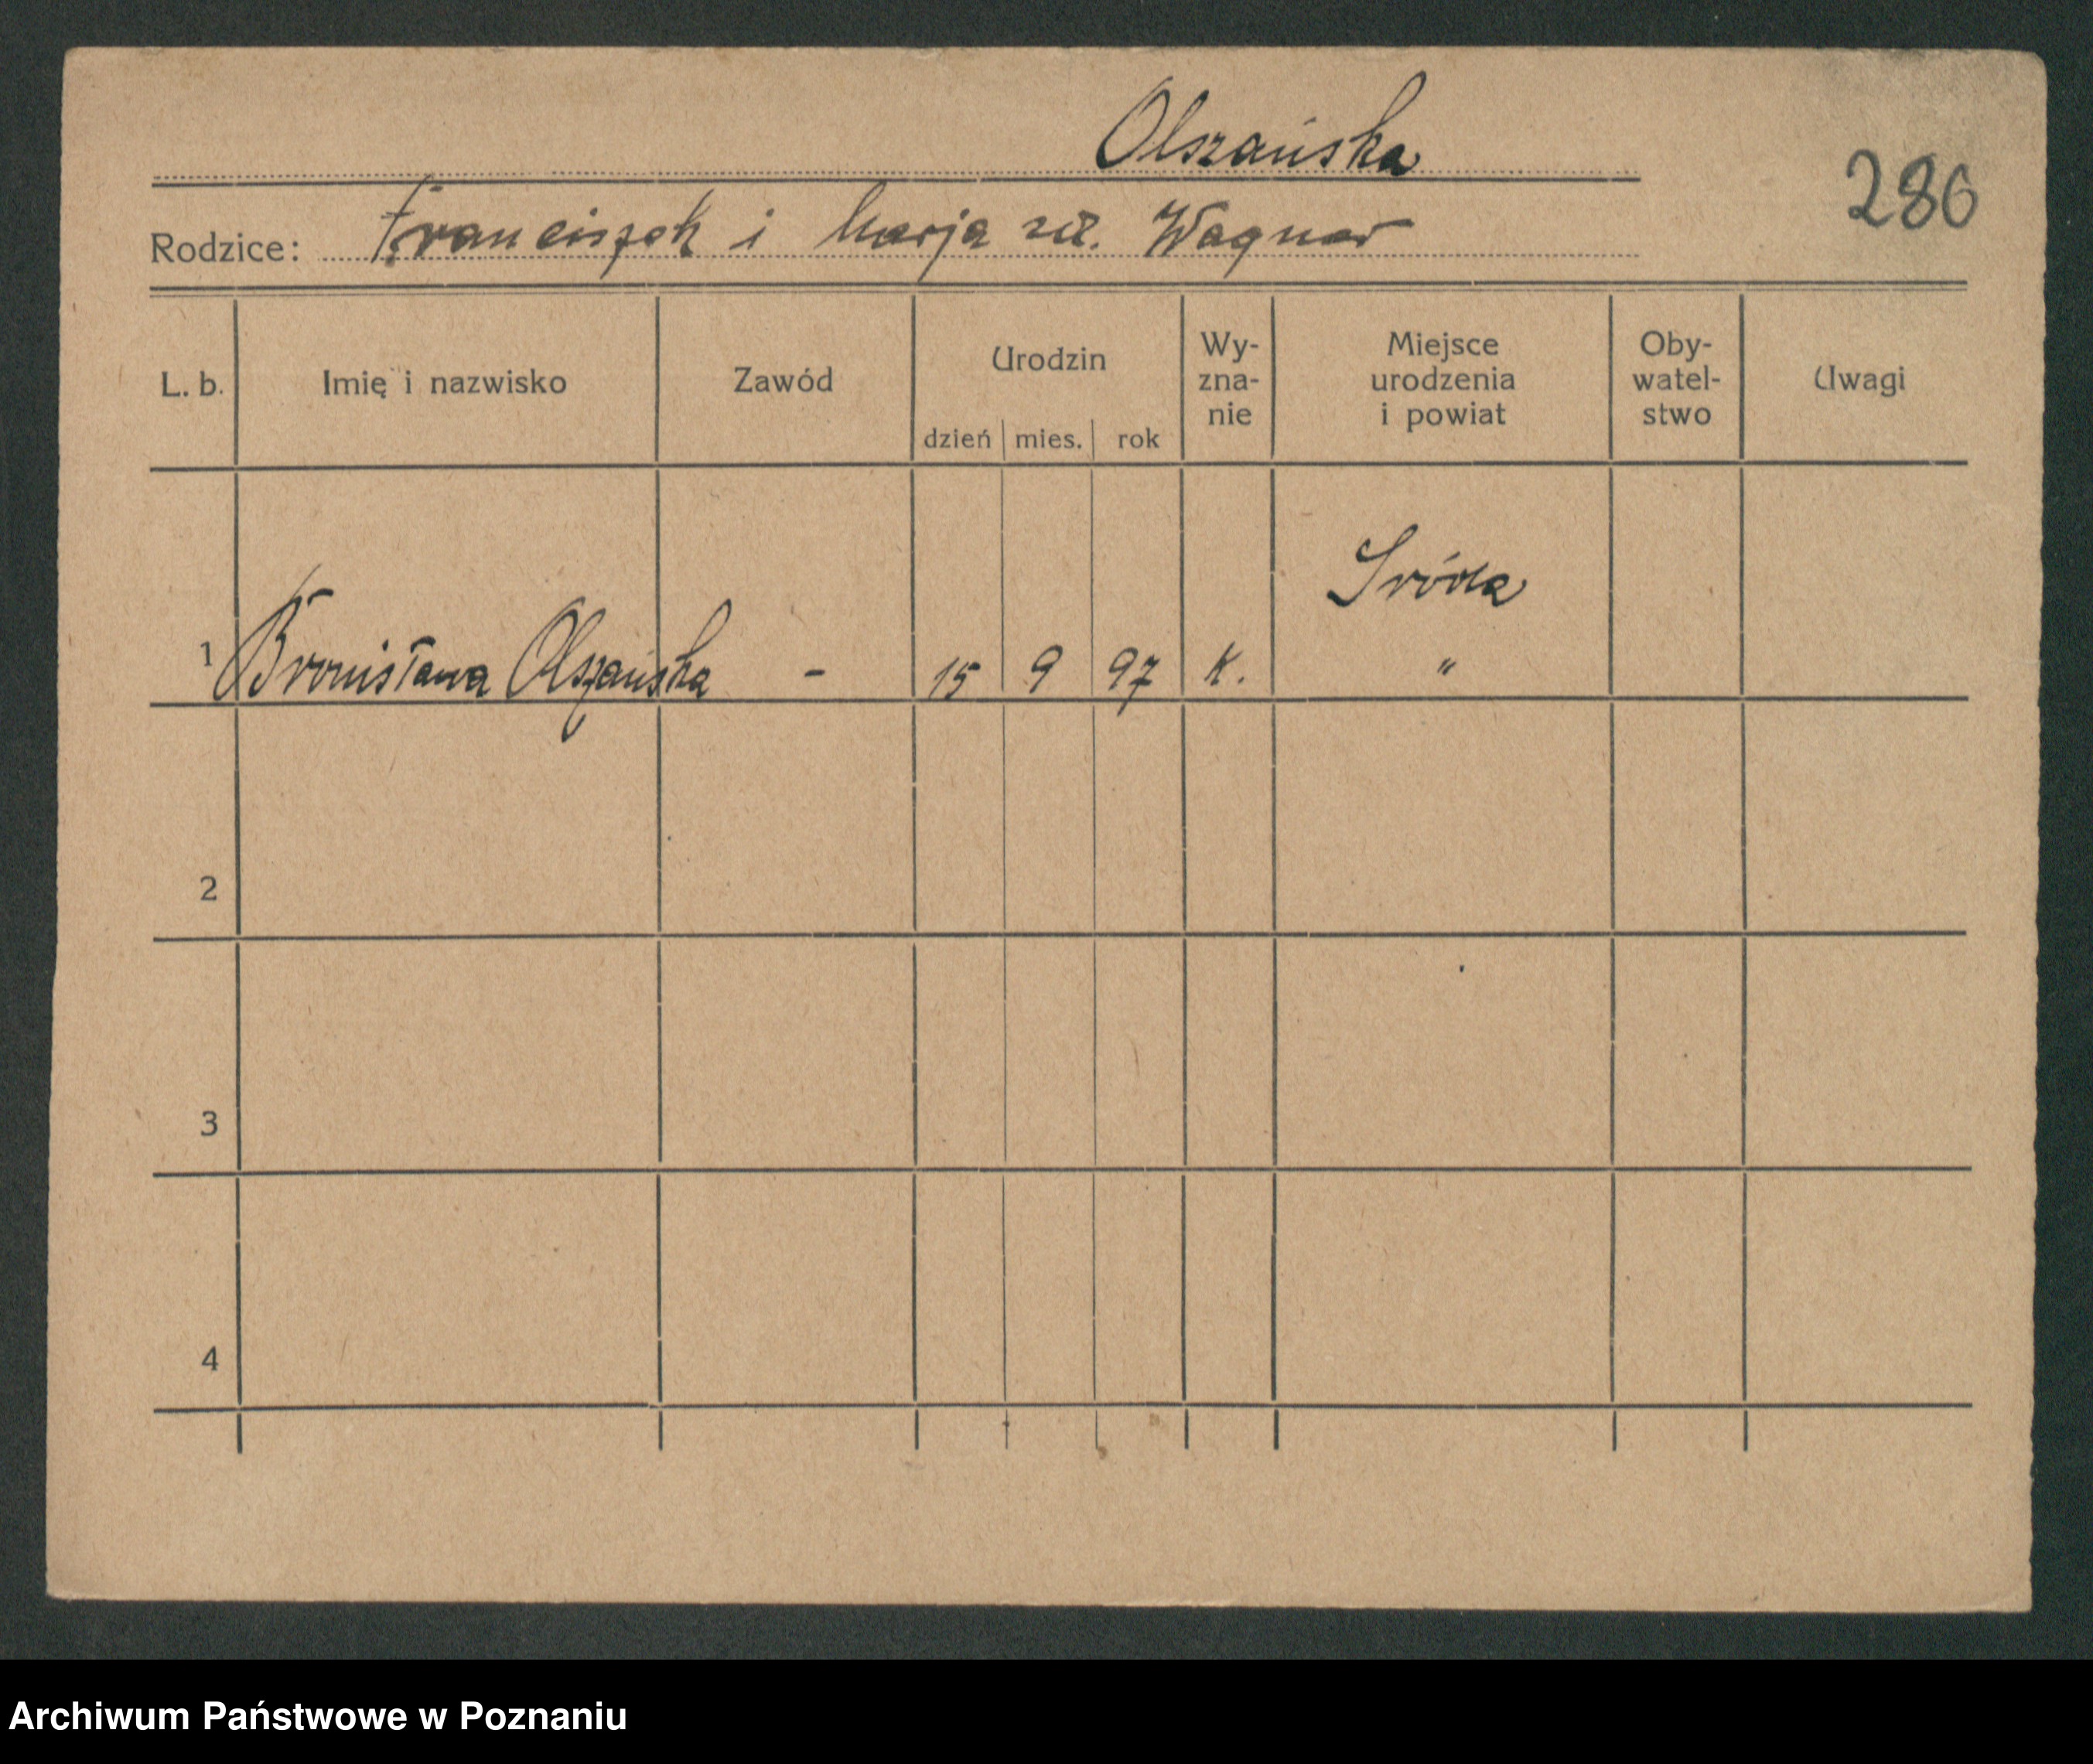 Olszańska
286
Rodzice: Franciszek i Marja zd. Wagner
L. b. Imię i nazwisko Zawód Urodzin Wy-zna-nie Miejsce urodzenia i powiat Oby-watel-stwo Uwagi
dzień mies. rok
Środa
1 Bronisława Olszańska - 15 9 97 K. "
2
3
4
Archiwum Państwowe w Poznaniu